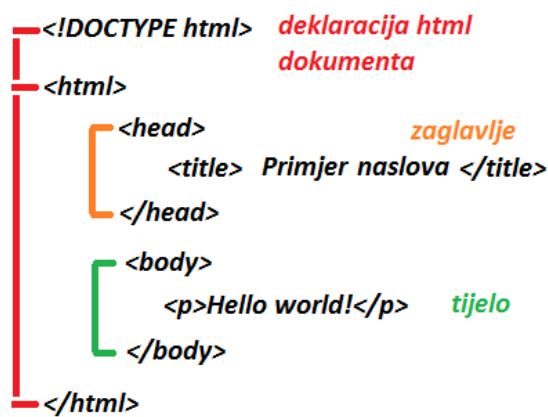 <!DOCTYPE html> deklaracija html
dokumenta
<html>
<head> zaglavlje
<title> Primjer naslova </title>
</head>
<body>
<p>Hello world!</p> tijelo
</body>
</html>